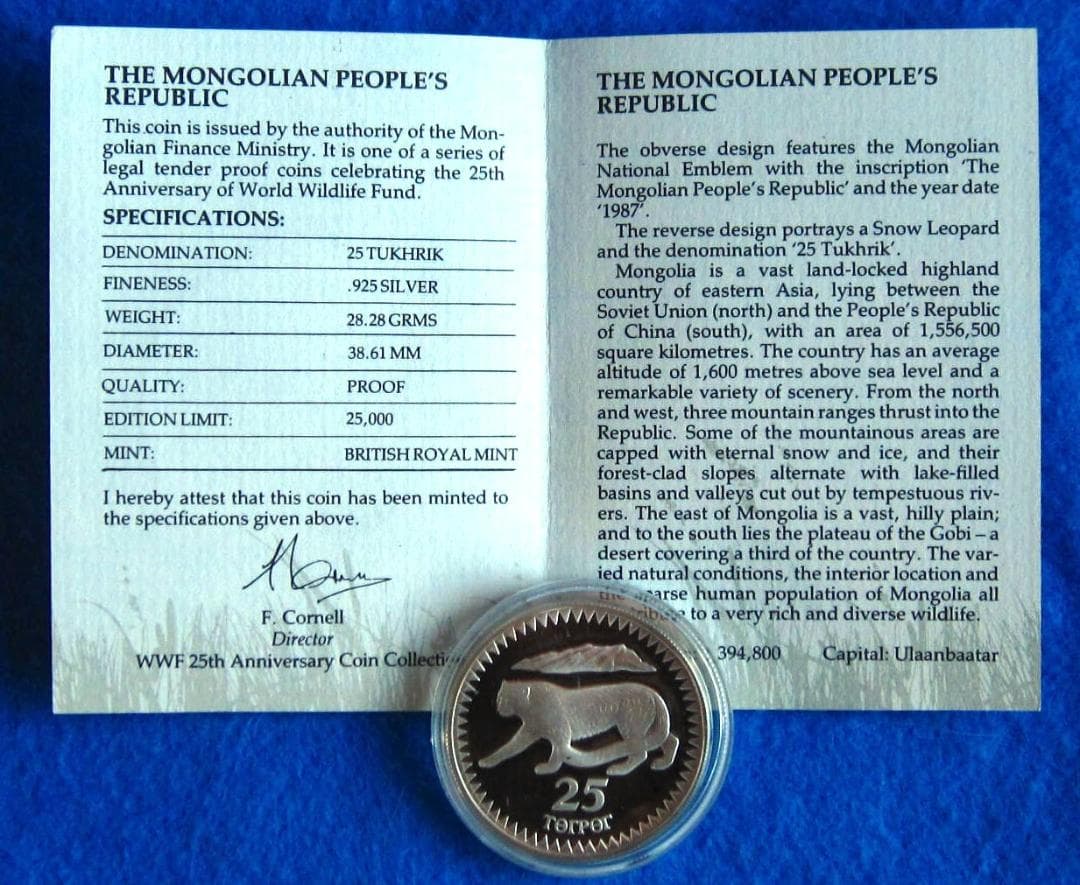 THE MONGOLIAN PEOPLE'S
REPUBLIC
This coin is issued by the authority of the Mon-
golian Finance Ministry. It is one of a series of
legal tender proof coins celebrating the 25th
Anniversary of World Wildlife Fund.
SPECIFICATIONS:
DENOMINATION: 25 TUKHRIK
FINENESS: .925 SILVER
WEIGHT: 28.28 GRMS
DIAMETER: 38.61 MM
QUALITY: PROOF
EDITION LIMIT: 25,000
MINT: BRITISH ROYAL MINT
I hereby attest that this coin has been minted to
the specifications given above.
F. Cornell
Director
WWF 25th Anniversary Coin
THE MONGOLIAN PEOPLE'S
REPUBLIC
The obverse design features the Mongolian
National Emblem with the inscription 'The
Mongolian People's Republic' and the year date
'1987'.
The reverse design portrays a Snow Leopard
and the denomination '25 Tukhrik'.
Mongolia is a vast land-locked highland
country of eastern Asia, lying between the
Soviet Union (north) and the People's Republic
of China (south), with an area of 1,556,500
square kilometres. The country has an average
altitude of 1,600 metres above sea level and a
remarkable variety of scenery. From the north
and west, three mountain ranges thrust into the
Republic. Some of the mountainous areas are
capped with eternal snow and ice, and their
forest-clad slopes alternate with lake-filled
basins and valleys cut out by tempestuous riv-
ers. The east of Mongolia is a vast, hilly plain;
and to the south lies the plateau of the Gobi – a
desert covering a third of the country. The var-
ied natural conditions, the interior location and
human population of Mongolia all
to a very rich and diverse wildlife.
394,800 Capital: Ulaanbaatar
25
ТӨГРӨГ